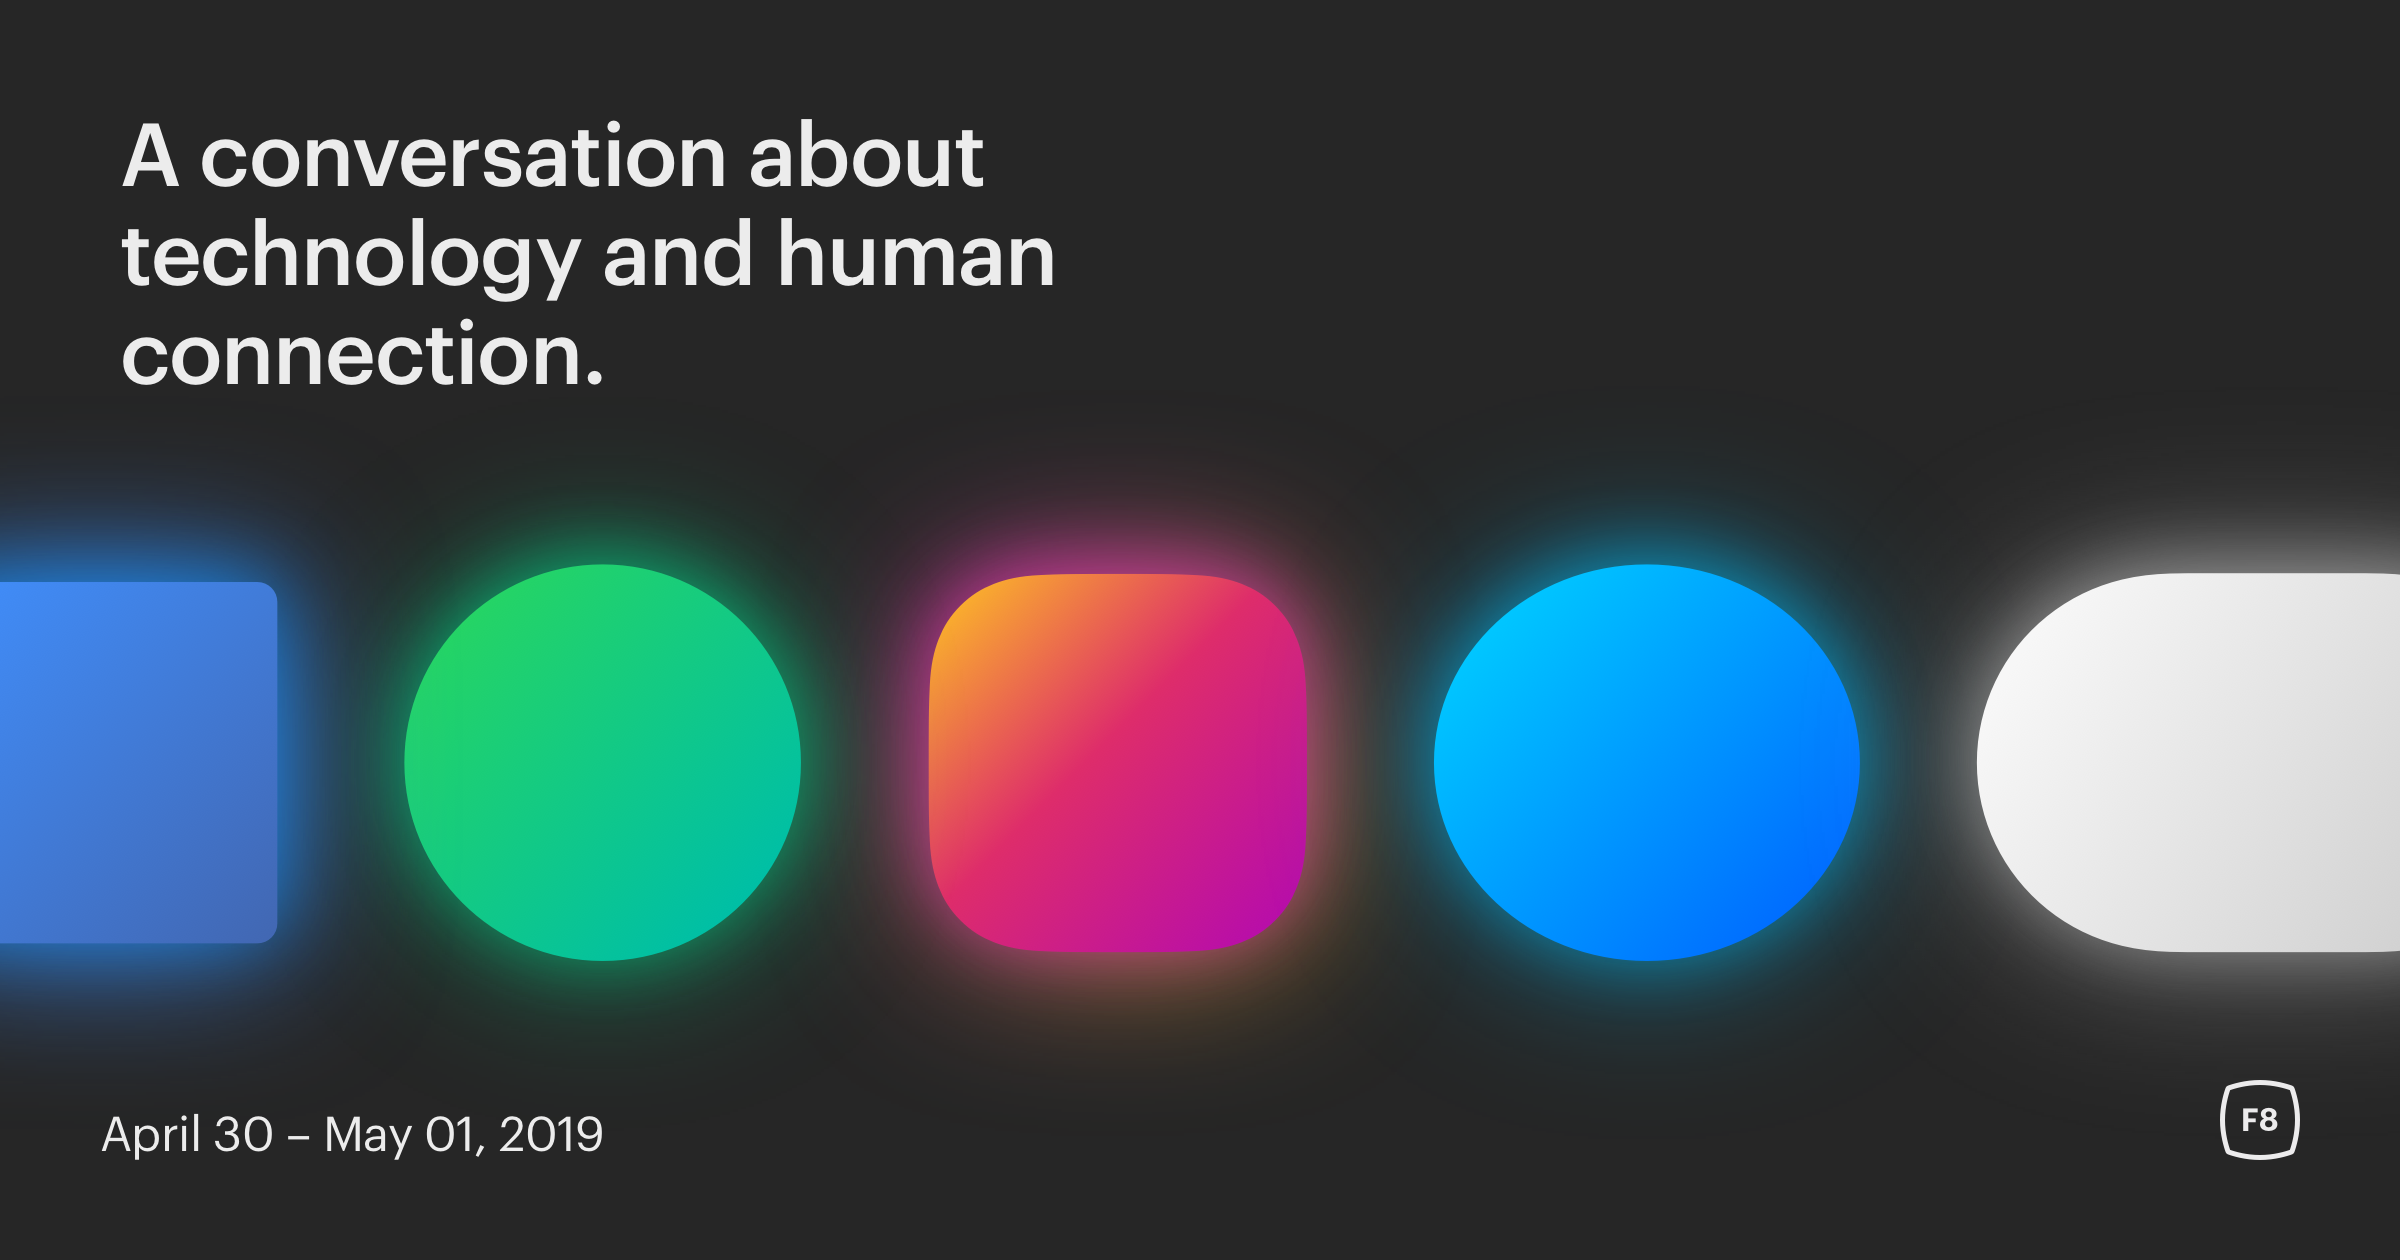 A conversation about
technology and human
connection.
April 30 – May 01, 2019
F8